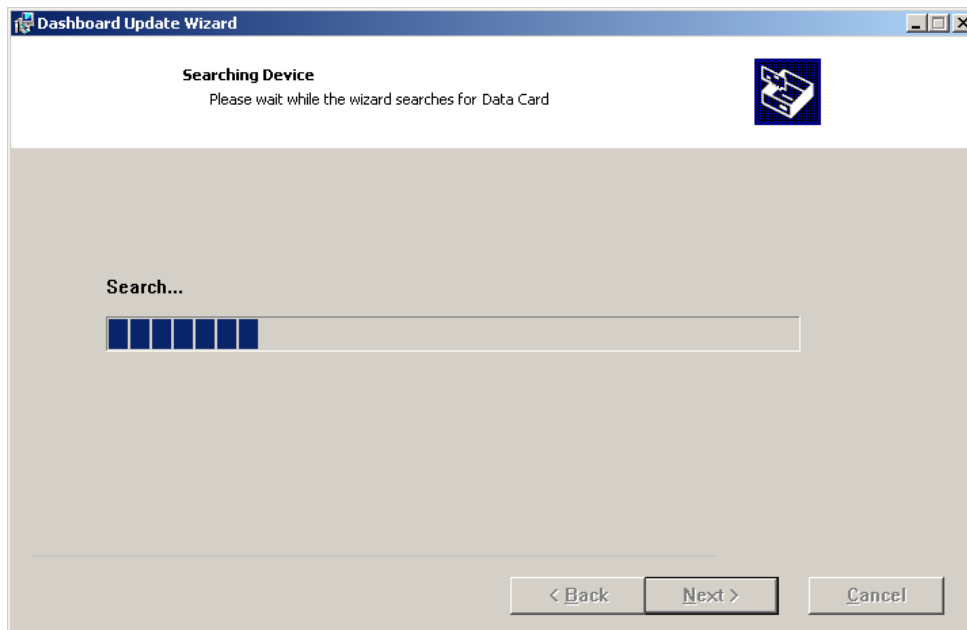 Dashboard Update Wizard
Searching Device
Please wait while the wizard searches for Data Card
Search...
< Back Next > Cancel